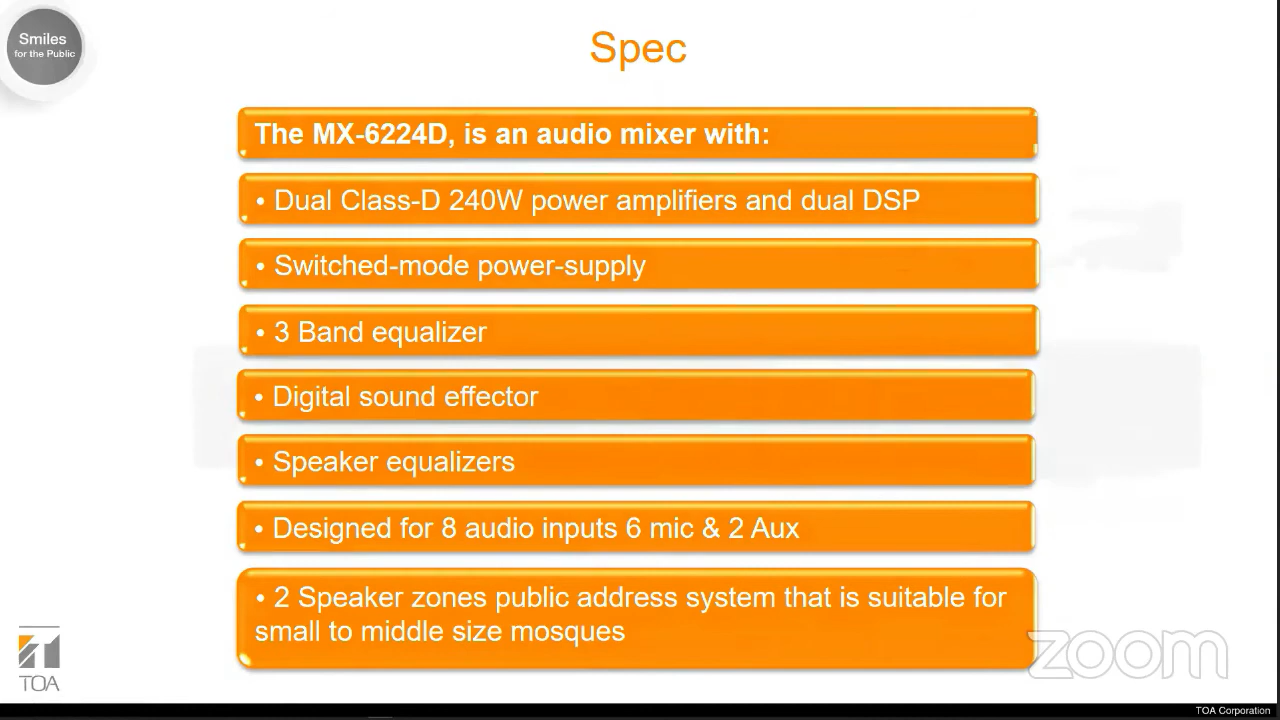 Smiles
for the Public
Spec
The MX-6224D, is an audio mixer with:
• Dual Class-D 240W power amplifiers and dual DSP
• Switched-mode power-supply
• 3 Band equalizer
• Digital sound effector
• Speaker equalizers
• Designed for 8 audio inputs 6 mic & 2 Aux
• 2 Speaker zones public address system that is suitable for
small to middle size mosques
TOA
zoom
TOA Corporation